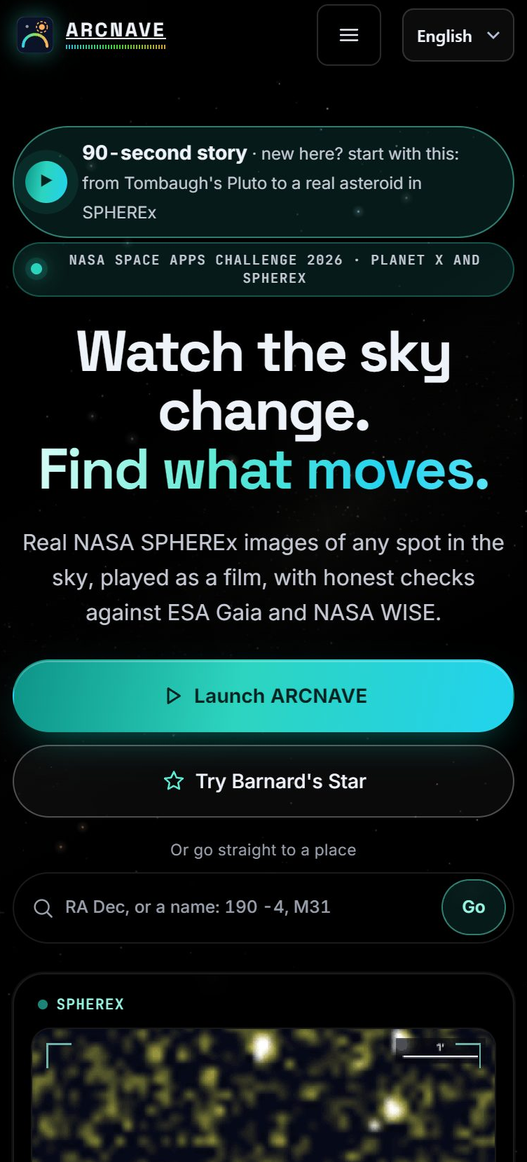 ARCNAVE
English
90-second story · new here? start with this:
from Tombaugh's Pluto to a real asteroid in
SPHEREx
NASA SPACE APPS CHALLENGE 2026 · PLANET X AND
SPHEREX
Watch the sky
change.
Find what moves.
Real NASA SPHEREx images of any spot in the
sky, played as a film, with honest checks
against ESA Gaia and NASA WISE.
Launch ARCNAVE
Try Barnard's Star
Or go straight to a place
RA Dec, or a name: 190 -4, M31
Go
SPHEREX
1'